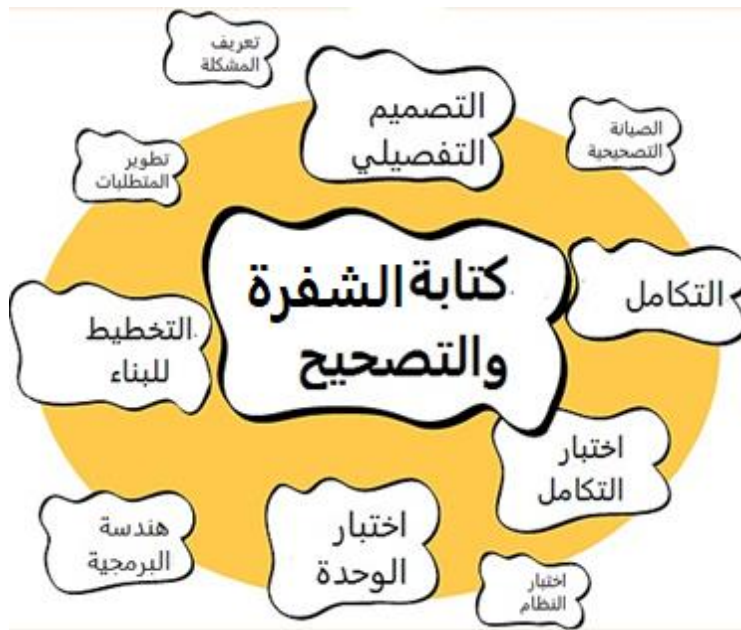 تعريف
المشكلة
التصميم
التفصيلي
الصيانة
التصحيحية
تطوير
المتطلبات
كتابة الشفرة
والتصحيح
التكامل
التخطيط
للبناء
اختبار
التكامل
هندسة
البرمجية
اختبار
الوحدة
اختبار
النظام